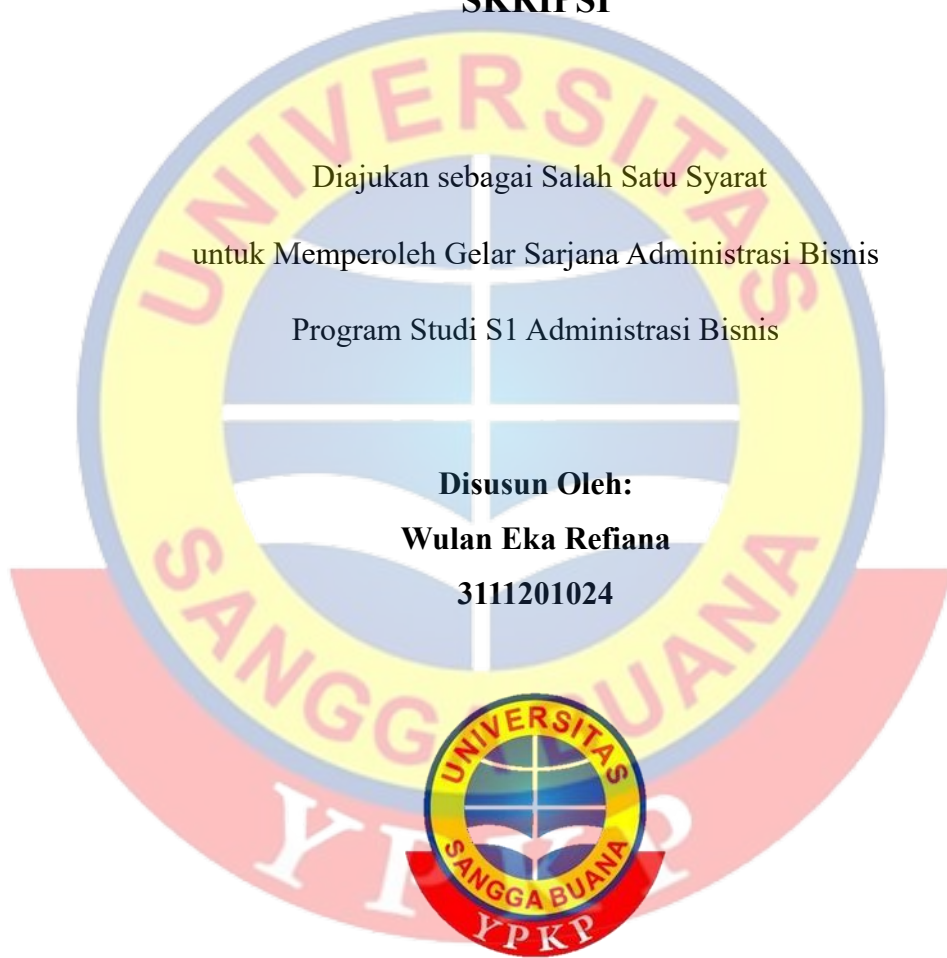 SKRIPSI
Diajukan sebagai Salah Satu Syarat
untuk Memperoleh Gelar Sarjana Administrasi Bisnis
Program Studi S1 Administrasi Bisnis
Disusun Oleh:
Wulan Eka Refiana
3111201024
UNIVERSITAS
SANGGA BUANA
YPKP
UNIVERSITAS
SANGGA BUANA
YPKP